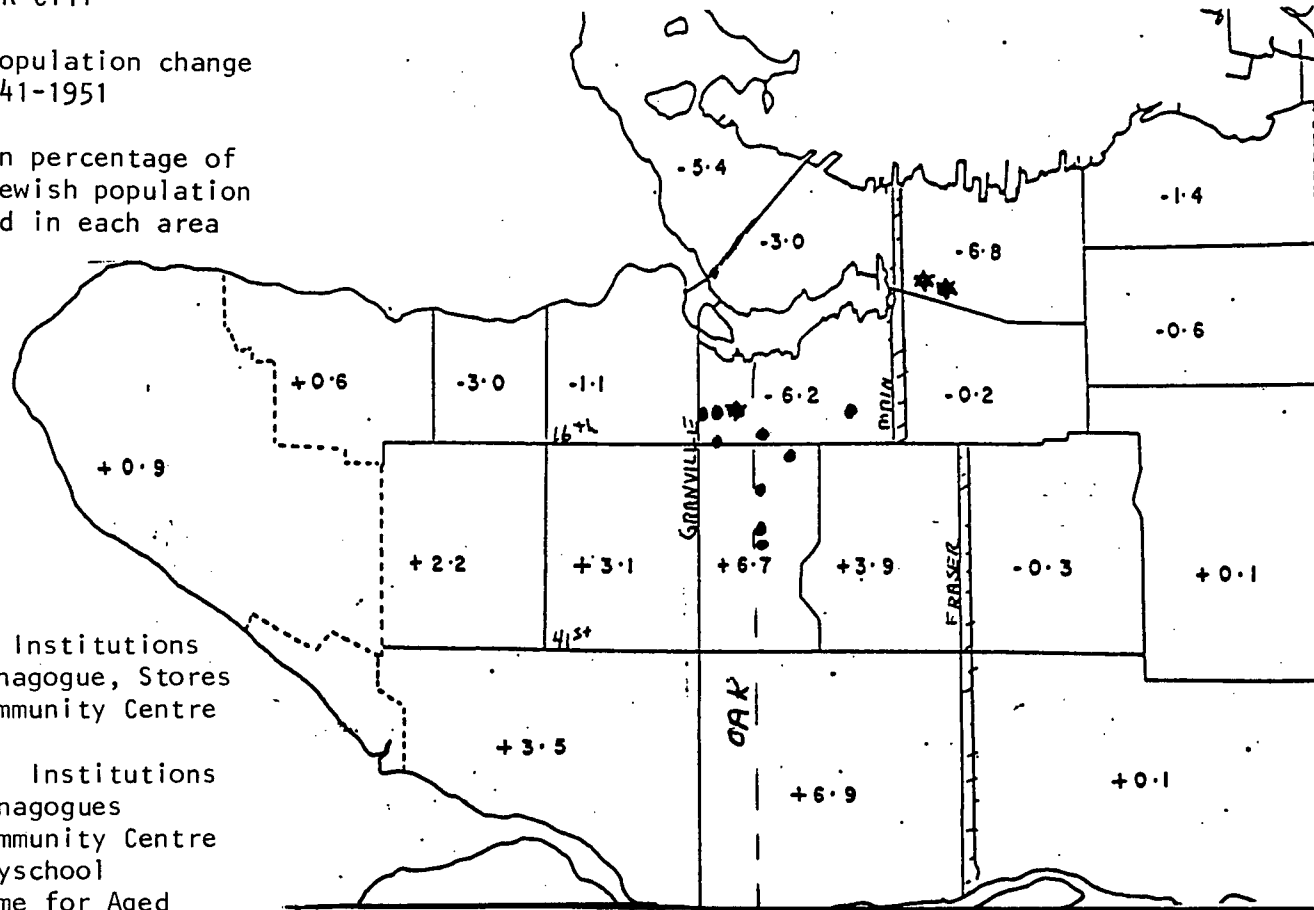 opulation change
41-1951
n percentage of
ewish population
d in each area
-5.4
-3.0
-6.8
-1.4
-0.6
+0.6
-3.0
-1.1
-6.2
-0.2
MAIN
16th
GRANVILLE
+0.9
+2.2
+3.1
+6.7
+3.9
FRASER
-0.3
+0.1
41st
Institutions
nagogue, Stores
mmunity Centre
OAK
+3.5
+6.9
+0.1
Institutions
nagogues
mmunity Centre
yschool
me for Aged